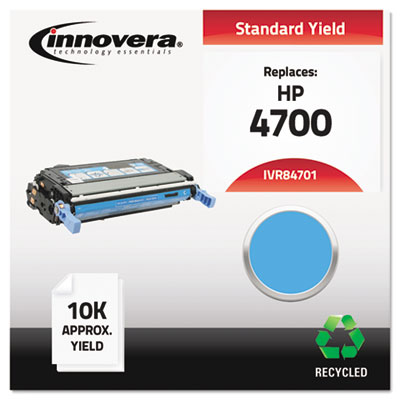 innovera
technology essentials
Standard Yield
Replaces:
HP
4700
IVR84701
10K
APPROX.
YIELD
RECYCLED